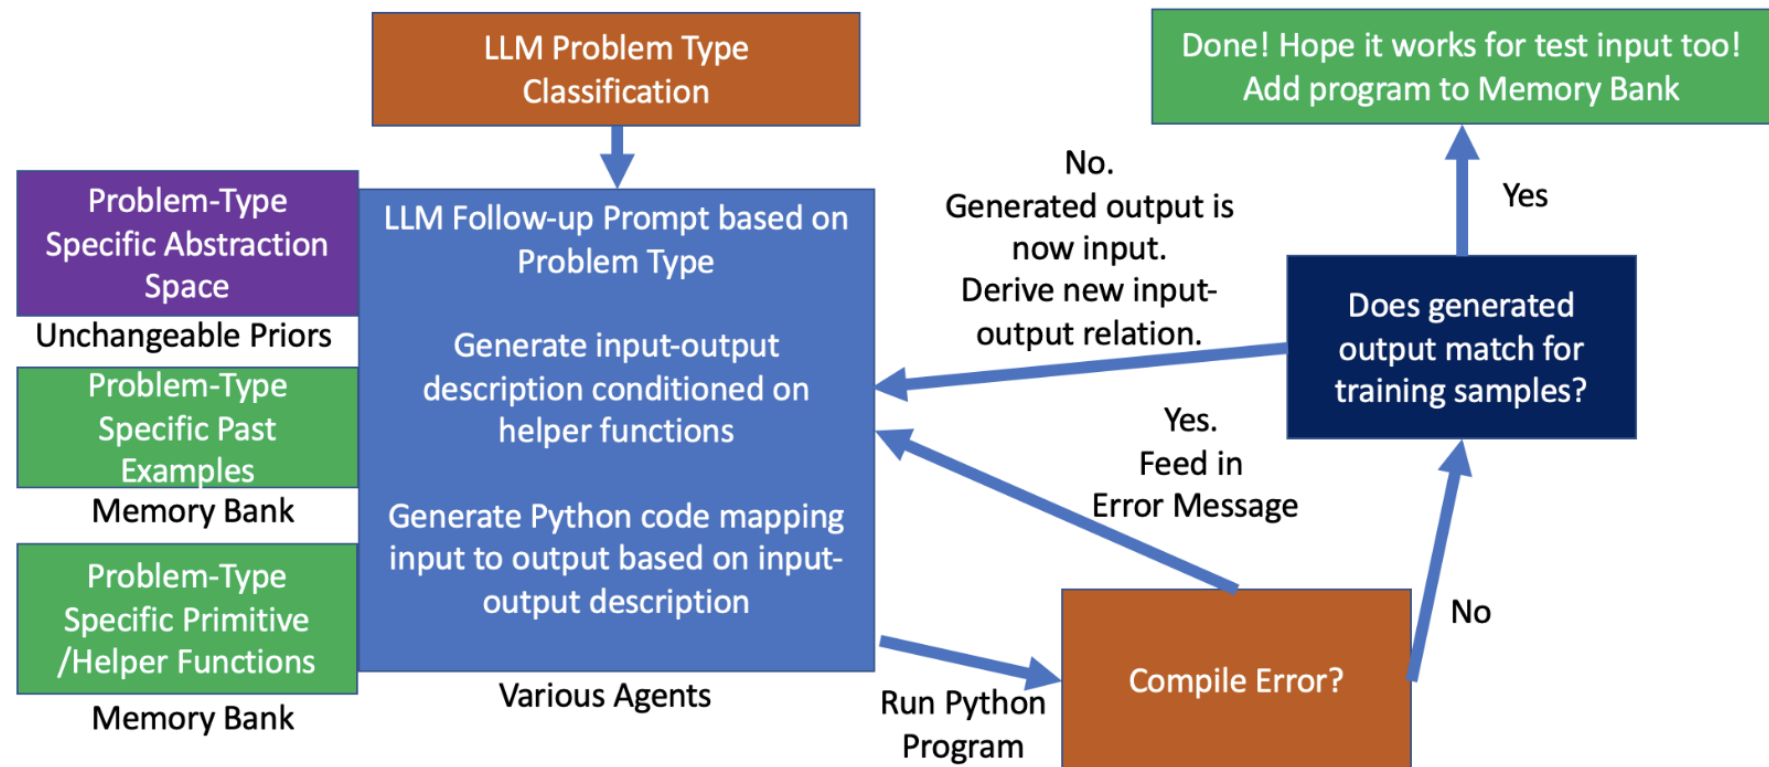 LLM Problem Type
Classification
Done! Hope it works for test input too!
Add program to Memory Bank
Problem-Type
Specific Abstraction
Space
Unchangeable Priors
Problem-Type
Specific Past
Examples
Memory Bank
Problem-Type
Specific Primitive
/Helper Functions
Memory Bank
LLM Follow-up Prompt based on
Problem Type
Generate input-output
description conditioned on
helper functions
Generate Python code mapping
input to output based on input-
output description
Various Agents
No.
Generated output is
now input.
Derive new input-
output relation.
Yes
Does generated
output match for
training samples?
Yes.
Feed in
Error Message
No
Compile Error?
Run Python
Program